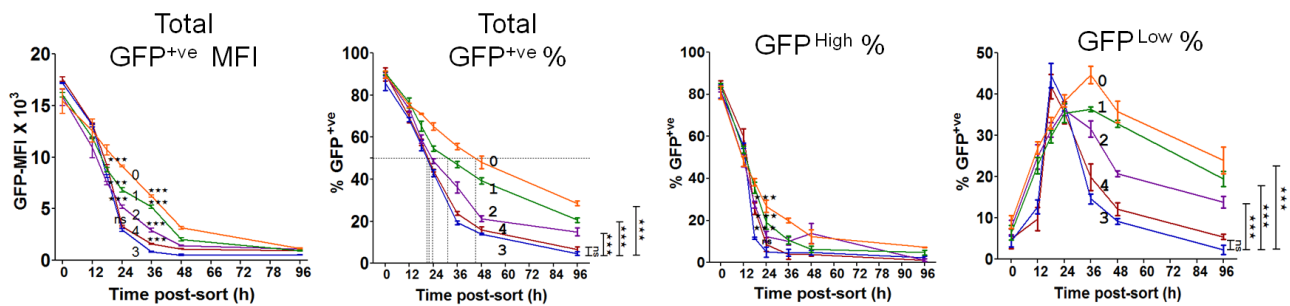 Total
GFP+ve MFI
GFP-MFI X 10³
20
15
10
5
0
0 12 24 36 48 60 72 84 96
Time post-sort (h)
***
***
***
ns
***
***
***
***
0
1
2
4
3
Total
GFP+ve %
% GFP+ve
100
80
60
40
20
0
0 12 24 36 48 60 72 84 96
Time post-sort (h)
0
1
2
4
3
ns
***
***
***
GFP High %
% GFP+ve
100
80
60
40
20
0
0 12 24 36 48 60 72 84 96
Time post-sort (h)
***
***
***
ns
GFP Low %
% GFP+ve
50
40
30
20
10
0
0 12 24 36 48 60 72 84 96
Time post-sort (h)
0
1
2
4
3
ns
***
***
***